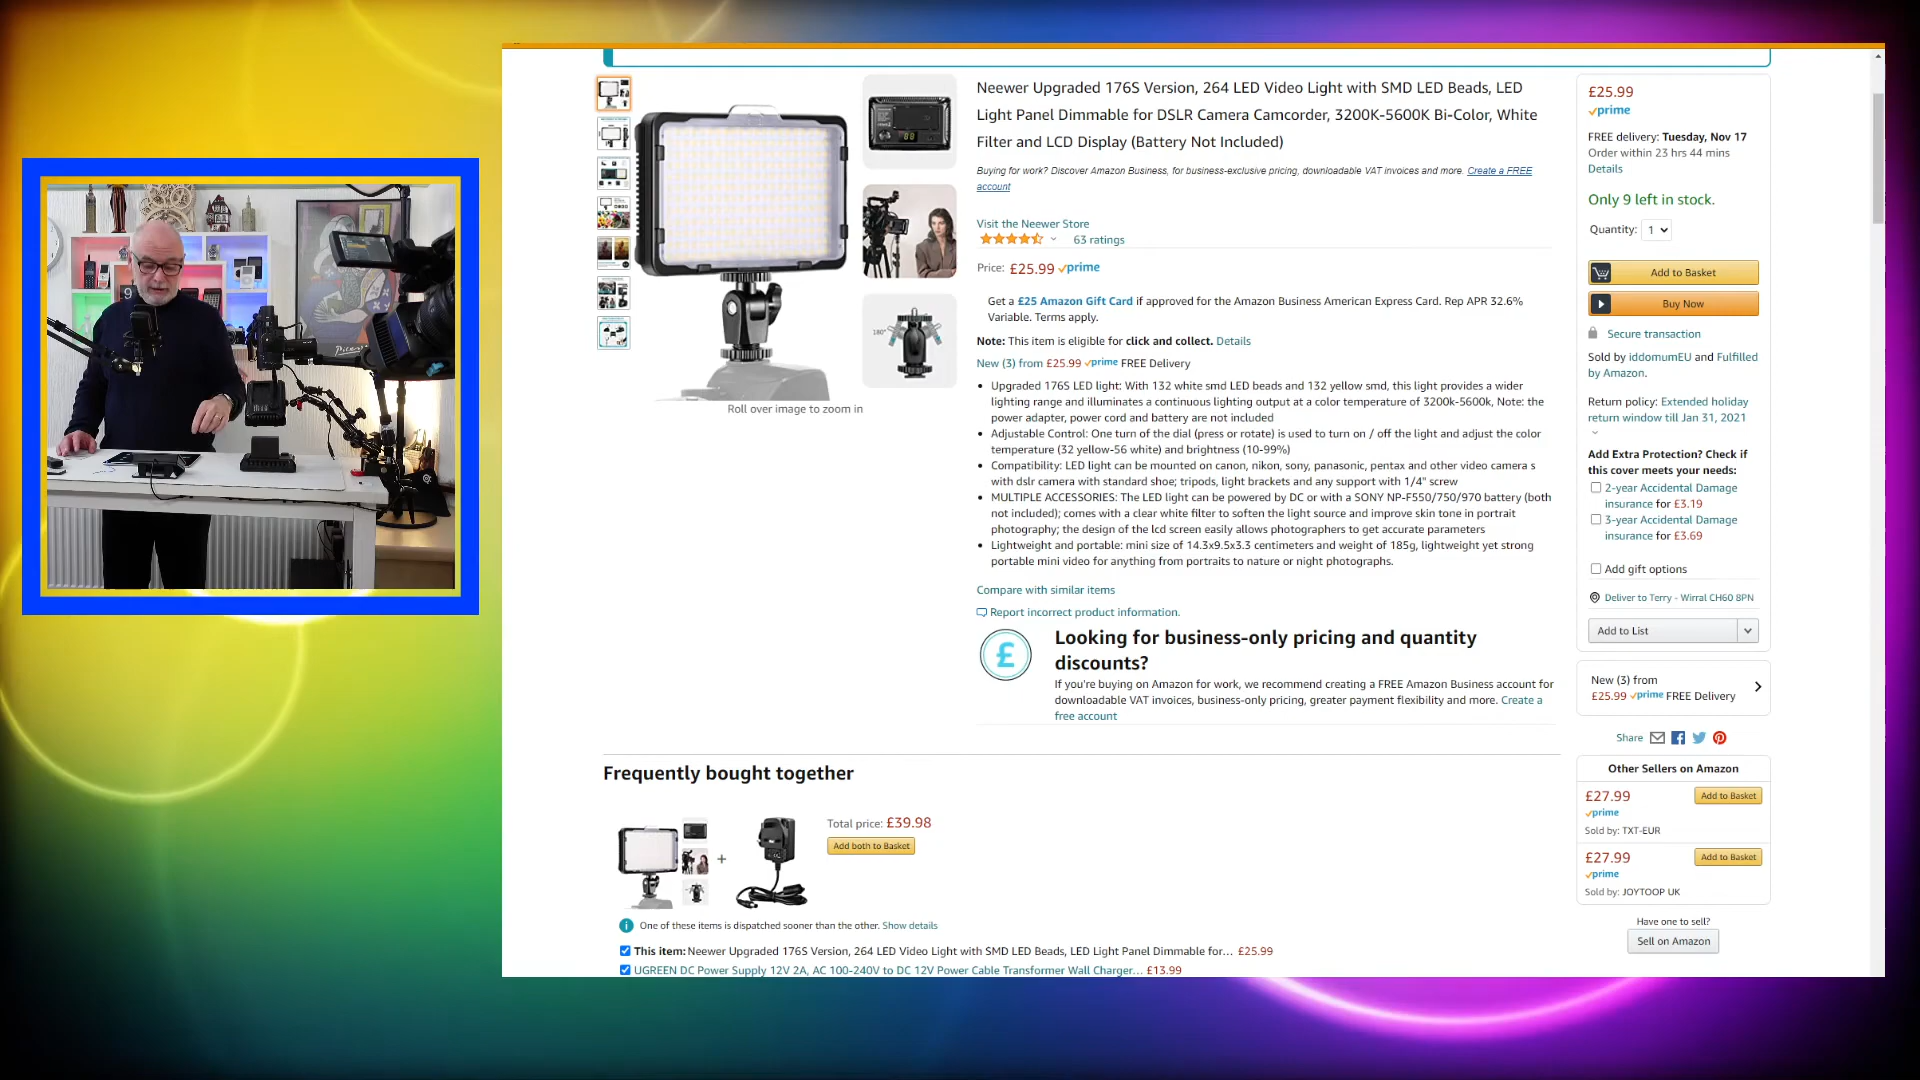 Neewer Upgraded 176S Version, 264 LED Video Light with SMD LED Beads, LED
Light Panel Dimmable for DSLR Camera Camcorder, 3200K-5600K Bi-Color, White
Filter and LCD Display (Battery Not Included)
Buying for work? Discover Amazon Business, for business-exclusive pricing, downloadable VAT invoices and more. Create a FREE
account
Visit the Neewer Store
63 ratings
Price: £25.99 prime
Get a £25 Amazon Gift Card if approved for the Amazon Business American Express Card. Rep APR 32.6%
Variable. Terms apply.
Note: This item is eligible for click and collect. Details
New (3) from £25.99 prime FREE Delivery
Upgraded 176S LED light: With 132 white smd LED beads and 132 yellow smd, this light provides a wider
lighting range and illuminates a continuous lighting output at a color temperature of 3200k-5600k, Note: the
power adapter, power cord and battery are not included
Adjustable Control: One turn of the dial (press or rotate) is used to turn on / off the light and adjust the color
temperature (32 yellow-56 white) and brightness (10-99%)
Compatibility: LED light can be mounted on canon, nikon, sony, panasonic, pentax and other video camera s
with dslr camera with standard shoe; tripods, light brackets and any support with 1/4" screw
MULTIPLE ACCESSORIES: The LED light can be powered by DC or with a SONY NP-F550/750/970 battery (both
not included); comes with a clear white filter to soften the light source and improve skin tone in portrait
photography; the design of the lcd screen easily allows photographers to get accurate parameters
Lightweight and portable: mini size of 14.3x9.5x3.3 centimeters and weight of 185g, lightweight yet strong
portable mini video for anything from portraits to nature or night photographs.
Compare with similar items
Report incorrect product information.
£
Looking for business-only pricing and quantity
discounts?
If you're buying on Amazon for work, we recommend creating a FREE Amazon Business account for
downloadable VAT invoices, business-only pricing, greater payment flexibility and more. Create a
free account
180°
Roll over image to zoom in
£25.99
prime
FREE delivery: Tuesday, Nov 17
Order within 23 hrs 44 mins
Details
Only 9 left in stock.
Quantity: 1
Add to Basket
Buy Now
Secure transaction
Sold by iddomumEU and Fulfilled
by Amazon.
Return policy: Extended holiday
return window till Jan 31, 2021
Add Extra Protection? Check if
this cover meets your needs:
2-year Accidental Damage
insurance for £3.19
3-year Accidental Damage
insurance for £3.69
Add gift options
Deliver to Terry - Wirral CH60 8PN
Add to List
New (3) from
£25.99 prime FREE Delivery
Share
Other Sellers on Amazon
£27.99
Add to Basket
prime
Sold by: TXT-EUR
£27.99
Add to Basket
prime
Sold by: JOYTOOP UK
Have one to sell?
Sell on Amazon
Frequently bought together
+
Total price: £39.98
Add both to Basket
One of these items is dispatched sooner than the other. Show details
This item: Neewer Upgraded 176S Version, 264 LED Video Light with SMD LED Beads, LED Light Panel Dimmable for... £25.99
UGREEN DC Power Supply 12V 2A, AC 100-240V to DC 12V Power Cable Transformer Wall Charger... £13.99
Picasso